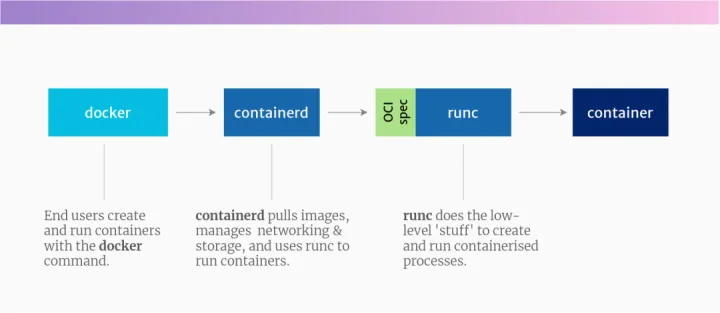 docker
containerd
OCI
spec
runc
container
End users create
and run containers
with the docker
command.
containerd pulls images,
manages networking &
storage, and uses runc to
run containers.
runc does the low-
level 'stuff' to create
and run containerised
processes.